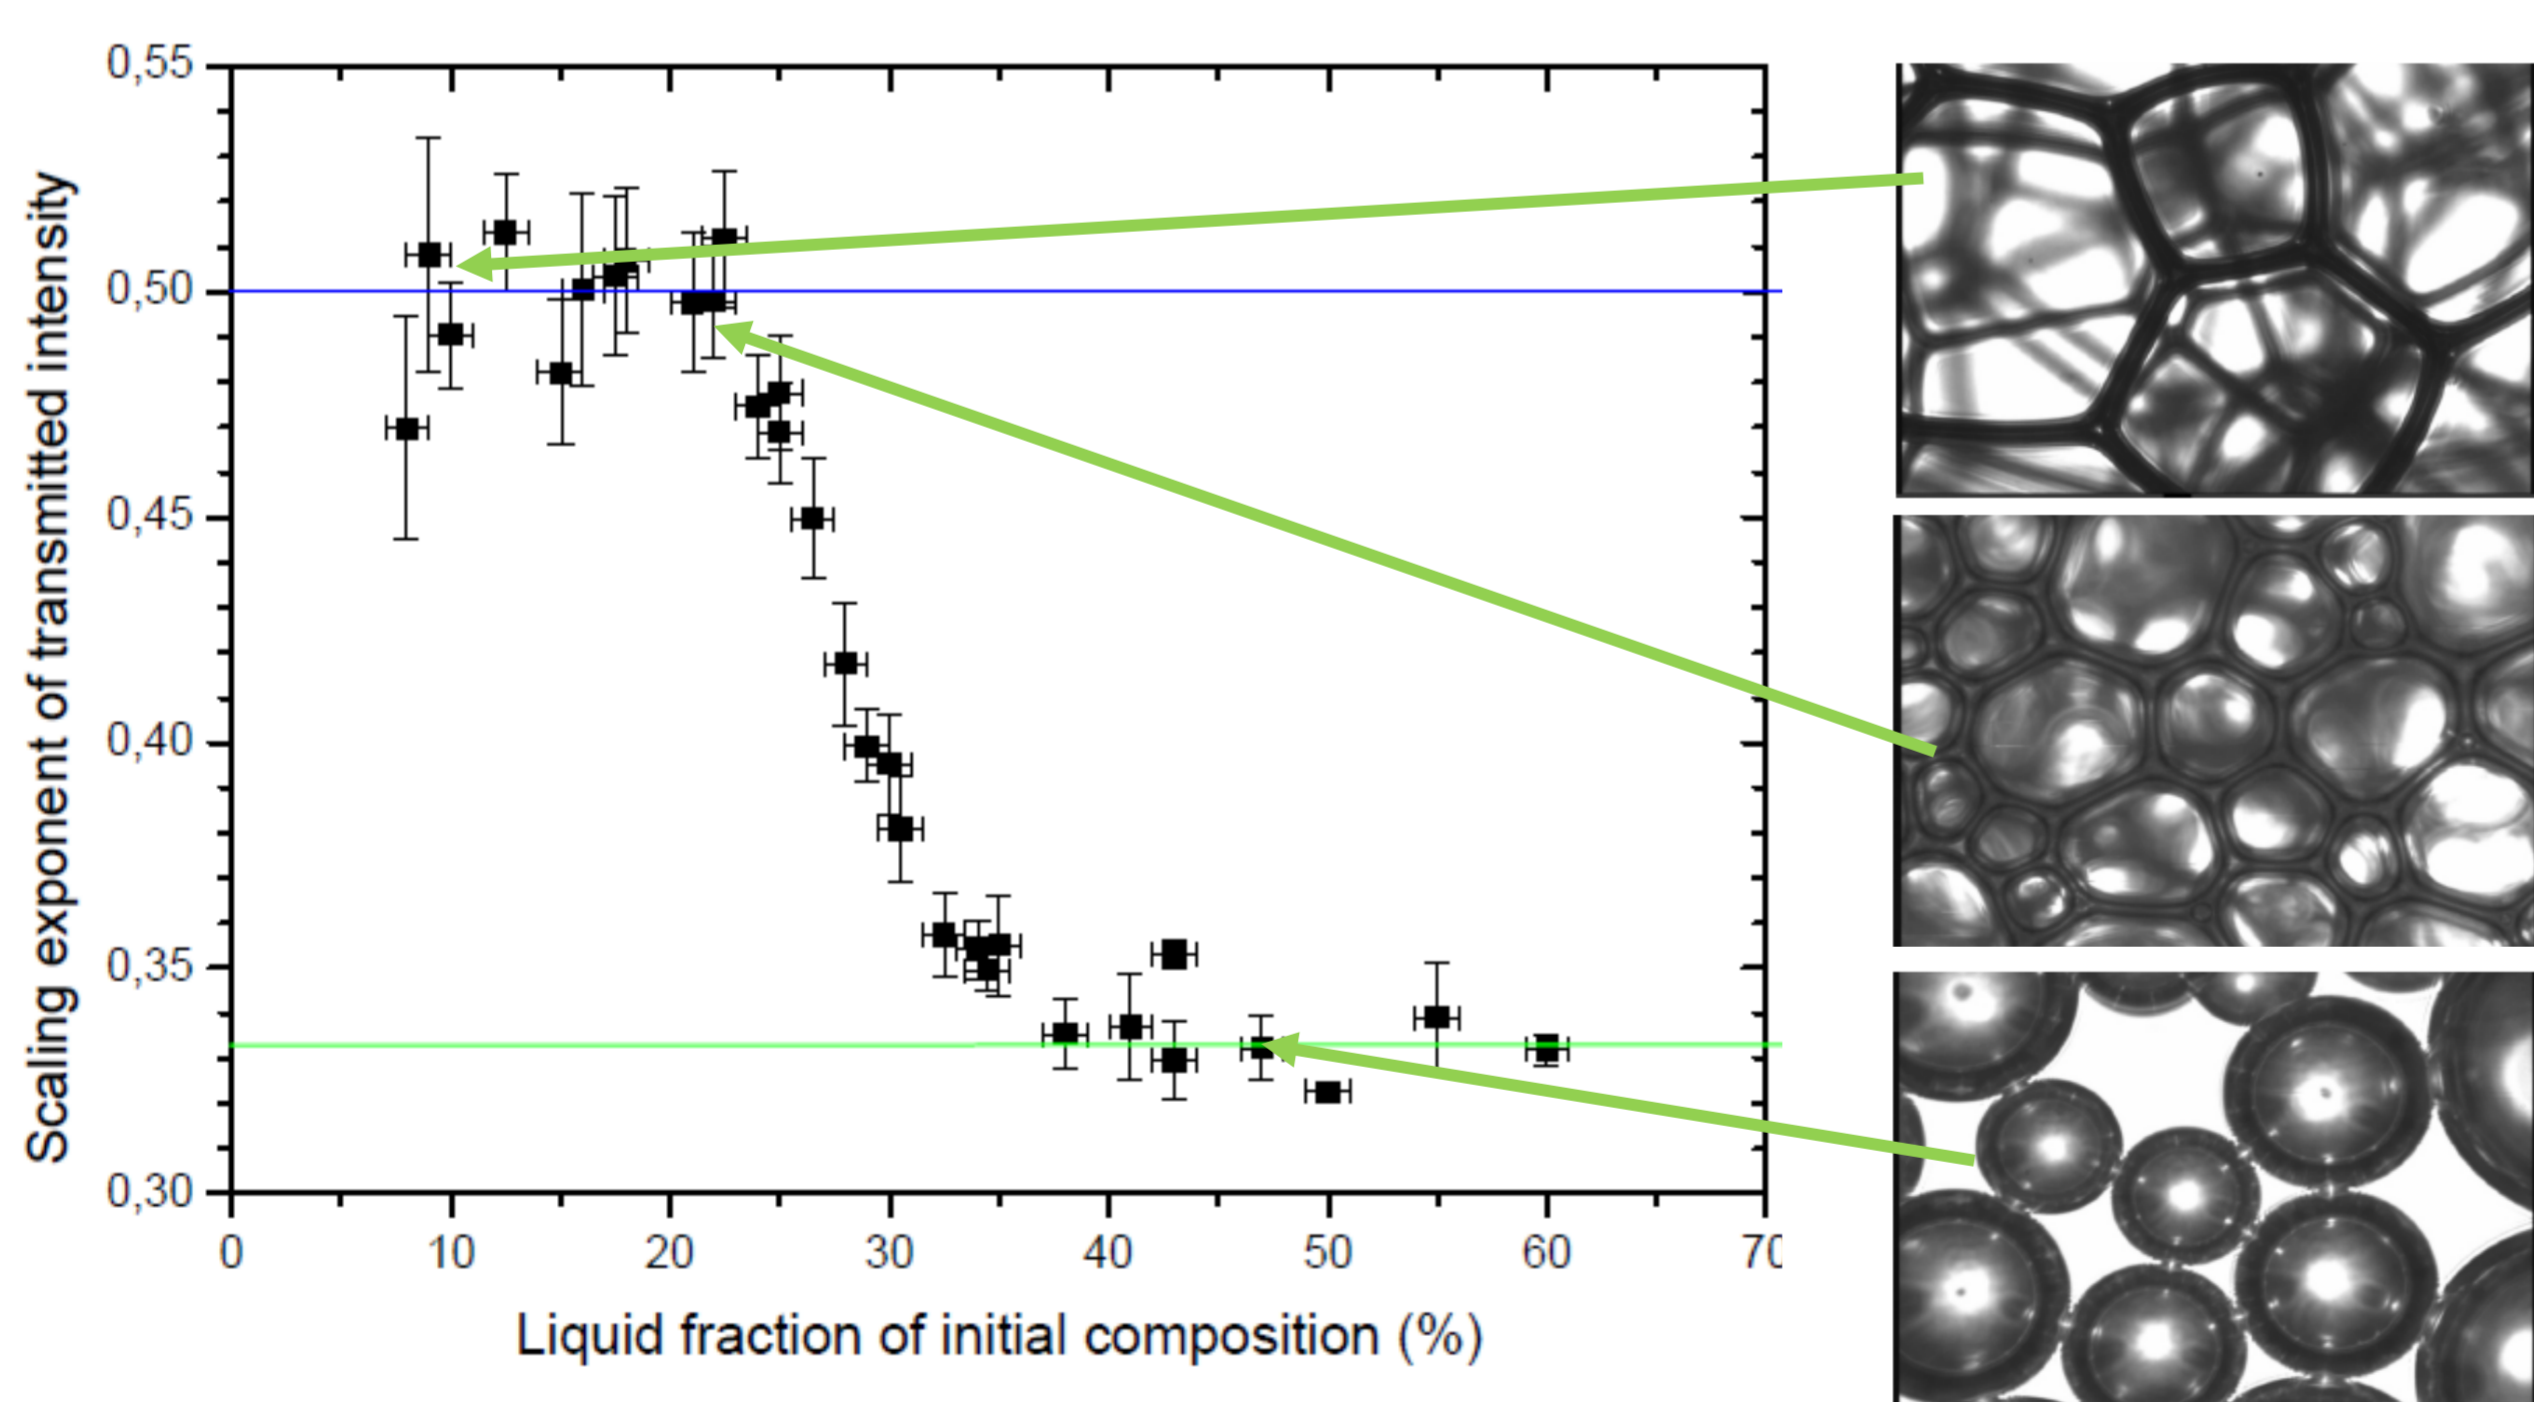 Scaling exponent of transmitted intensity
0,55
0,50
0,45
0,40
0,35
0,30
0 10 20 30 40 50 60 70
Liquid fraction of initial composition (%)